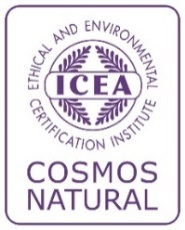 ETHICAL AND ENVIRONMENTAL
ICEA
CERTIFICATION INSTITUTE
COSMOS
NATURAL